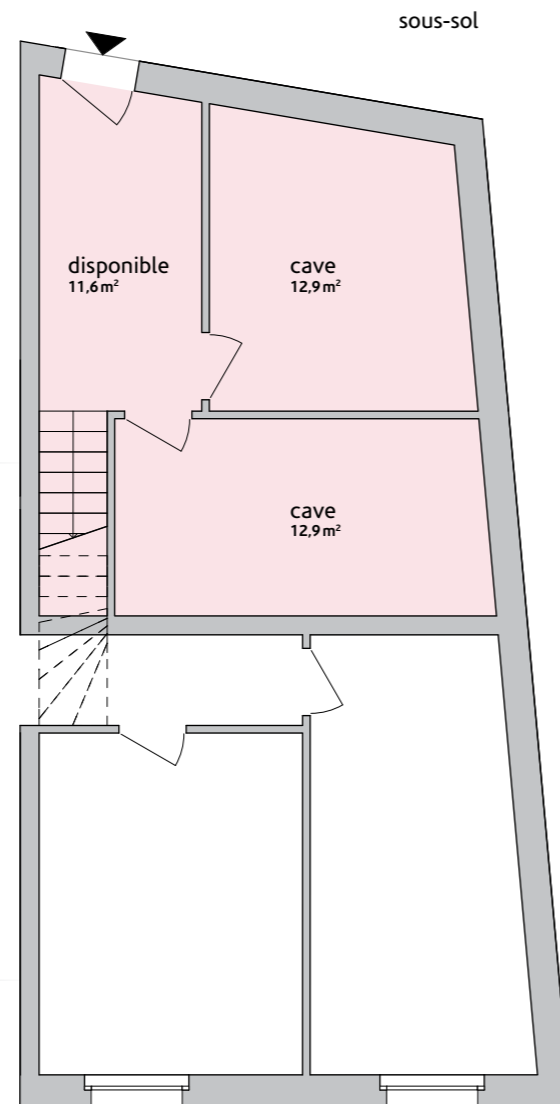 sous-sol
disponible
11,6 m²
cave
12,9 m²
cave
12,9 m²